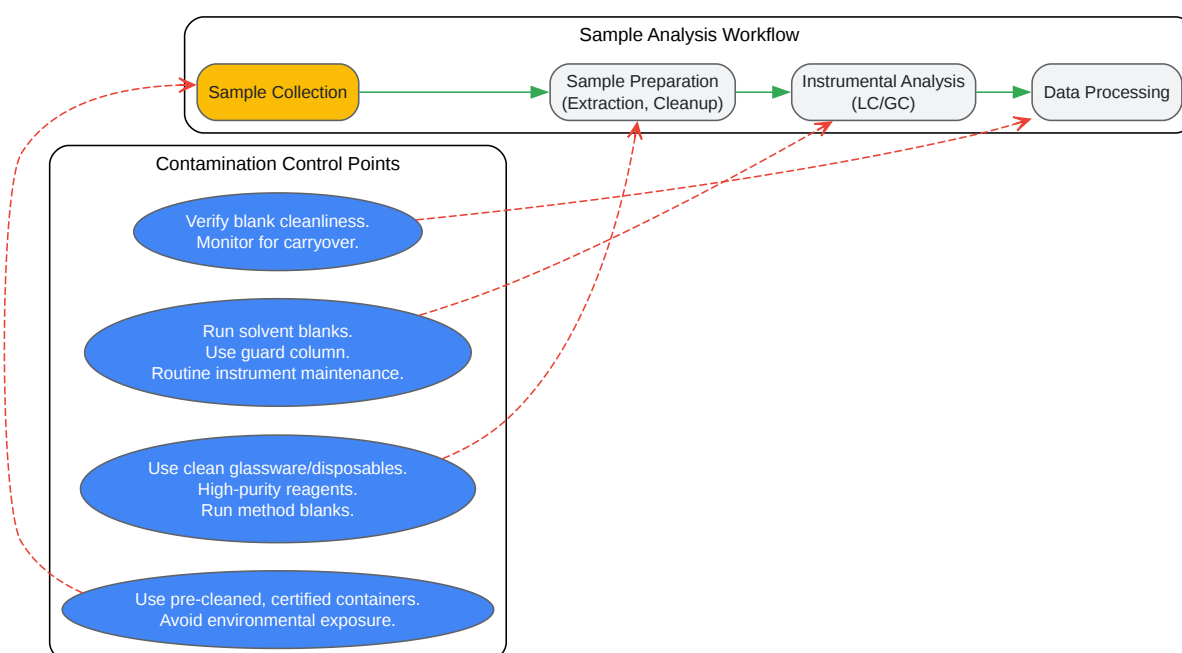 Sample Analysis Workflow
Sample Collection
Sample Preparation
(Extraction, Cleanup)
Instrumental Analysis
(LC/GC)
Data Processing
Contamination Control Points
Verify blank cleanliness.
Monitor for carryover.
Run solvent blanks.
Use guard column.
Routine instrument maintenance.
Use clean glassware/disposables.
High-purity reagents.
Run method blanks.
Use pre-cleaned, certified containers.
Avoid environmental exposure.